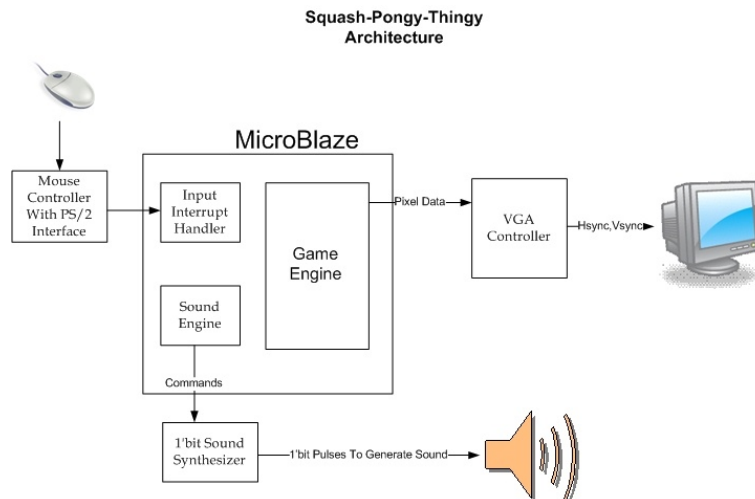 Squash-Pongy-Thingy
Architecture
MicroBlaze
Mouse
Controller
With PS/2
Interface
Input
Interrupt
Handler
Game
Engine
Pixel Data
VGA
Controller
Hsync,Vsync
Sound
Engine
Commands
1'bit Sound
Synthesizer
1'bit Pulses To Generate Sound